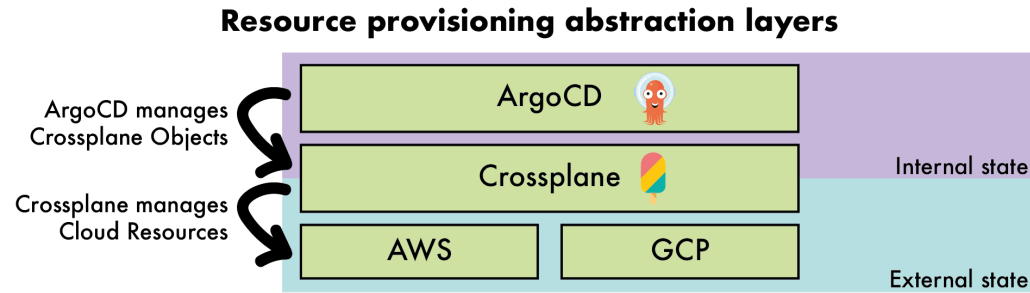 Resource provisioning abstraction layers
ArgoCD
ArgoCD manages
Crossplane Objects
Crossplane
Internal state
Crossplane manages
Cloud Resources
AWS
GCP
External state